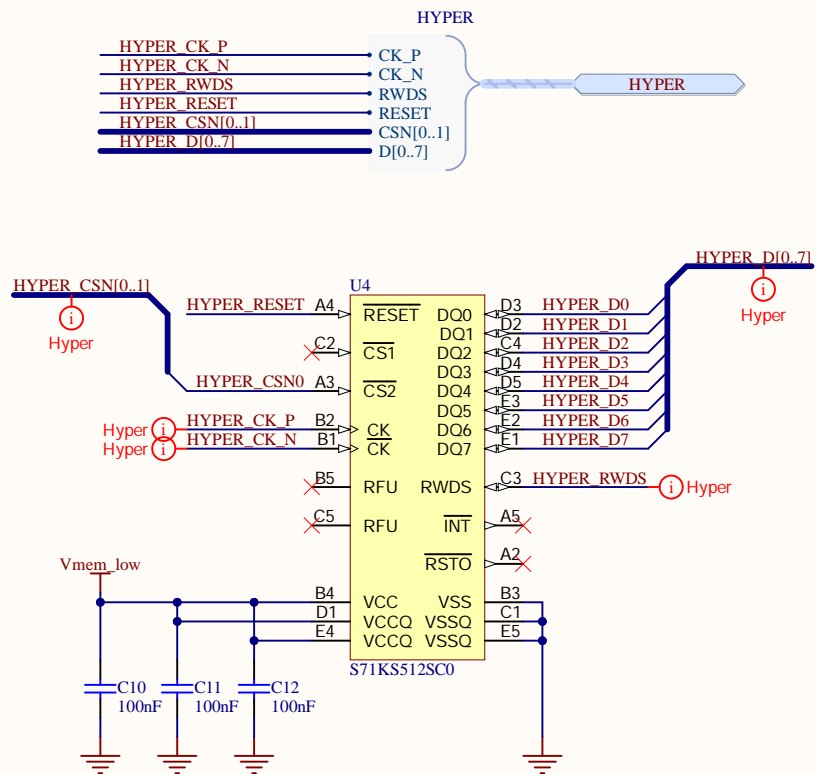 HYPER
HYPER_CK_P
CK_P
HYPER_CK_N
CK_N
HYPER_RWDS
RWDS
HYPER_RESET
RESET
HYPER_CSN[0..1]
CSN[0..1]
HYPER_D[0..7]
D[0..7]
HYPER
HYPER_CSN[0..1]
i
Hyper
HYPER_D[0..7]
i
Hyper
U4
HYPER_RESET A4 RESET DQ0 D3 HYPER_D0
DQ1 D2 HYPER_D1
C2 CS1 DQ2 C4 HYPER_D2
DQ3 D4 HYPER_D3
HYPER_CSN0 A3 CS2 DQ4 D5 HYPER_D4
DQ5 E3 HYPER_D5
Hyper i HYPER_CK_P B2 CK DQ6 E2 HYPER_D6
Hyper i HYPER_CK_N B1 CK DQ7 E1 HYPER_D7
B5 RFU RWDS C3 HYPER_RWDS i Hyper
C5 RFU INT A5
RSTO A2
Vmem_low
B4 VCC VSS B3
D1 VCCQ VSSQ C1
E4 VCCQ VSSQ E5
S71KS512SC0
C10 C11 C12
100nF 100nF 100nF